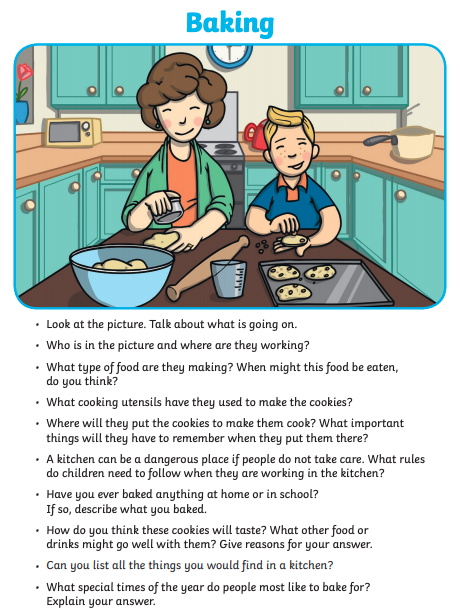 Baking
• Look at the picture. Talk about what is going on.
• Who is in the picture and where are they working?
• What type of food are they making? When might this food be eaten,
do you think?
• What cooking utensils have they used to make the cookies?
• Where will they put the cookies to make them cook? What important
things will they have to remember when they put them there?
• A kitchen can be a dangerous place if people do not take care. What rules
do children need to follow when they are working in the kitchen?
• Have you ever baked anything at home or in school?
If so, describe what you baked.
• How do you think these cookies will taste? What other food or
drinks might go well with them? Give reasons for your answer.
• Can you list all the things you would find in a kitchen?
• What special times of the year do people most like to bake for?
Explain your answer.